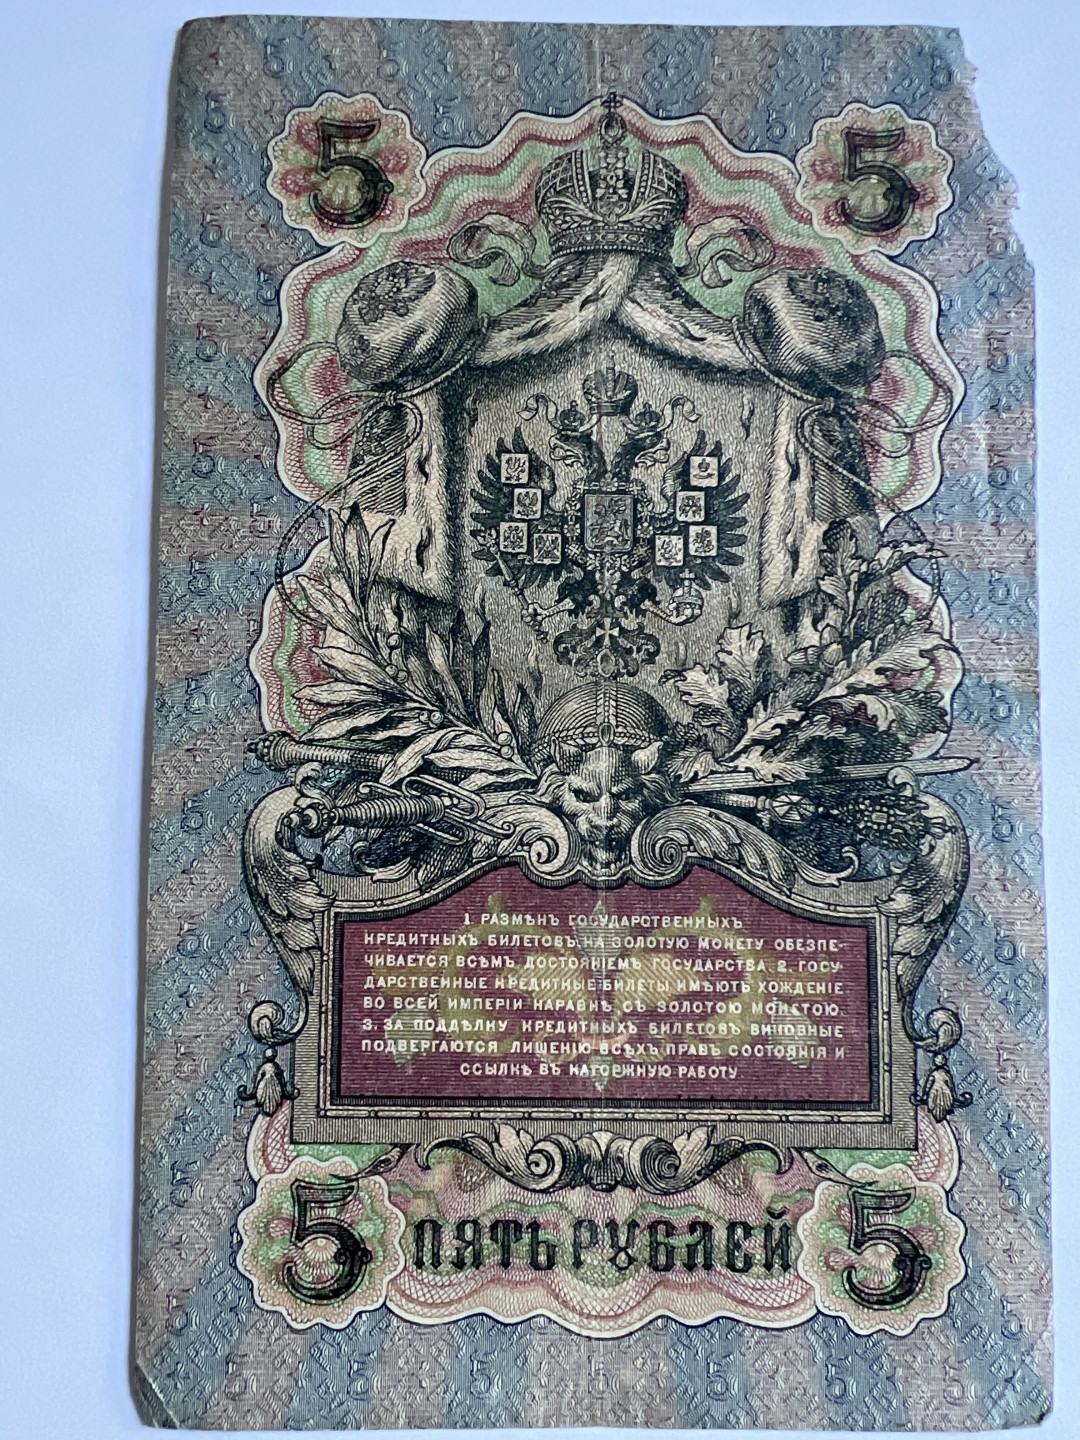 5 5
1. РАЗМѢНЪ ГОСУДАРСТВЕННЫХЪ
КРЕДИТНЫХЪ БИЛЕТОВЪ НА ЗОЛОТУЮ МОНЕТУ ОБЕЗПЕ-
ЧИВАЕТСЯ ВСѢМЪ ДОСТОЯНІЕМЪ ГОСУДАРСТВА. 2. ГОСУ-
ДАРСТВЕННЫЕ КРЕДИТНЫЕ БИЛЕТЫ ИМѢЮТЪ ХОЖДЕНІЕ
ВО ВСЕЙ ИМПЕРІИ НАРАВНѢ СЪ ЗОЛОТОЮ МОНЕТОЮ.
3. ЗА ПОДДѢЛКУ КРЕДИТНЫХЪ БИЛЕТОВЪ ВИНОВНЫЕ
ПОДВЕРГАЮТСЯ ЛИШЕНІЮ ВСѢХЪ ПРАВЪ СОСТОЯНІЯ И
ССЫЛКѢ ВЪ КАТОРЖНУЮ РАБОТУ
5 ПЯТЬ РУБЛЕЙ 5